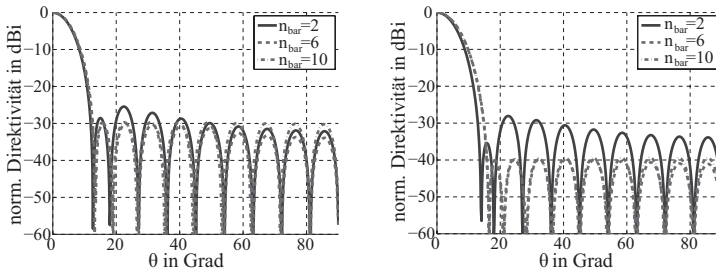 norm. Direktivität in dBi
0
−10
−20
−30
−40
−50
−60
0 20 40 60 80
θ in Grad
n_bar=2
n_bar=6
n_bar=10
norm. Direktivität in dBi
0
−10
−20
−30
−40
−50
−60
0 20 40 60 80
θ in Grad
n_bar=2
n_bar=6
n_bar=10